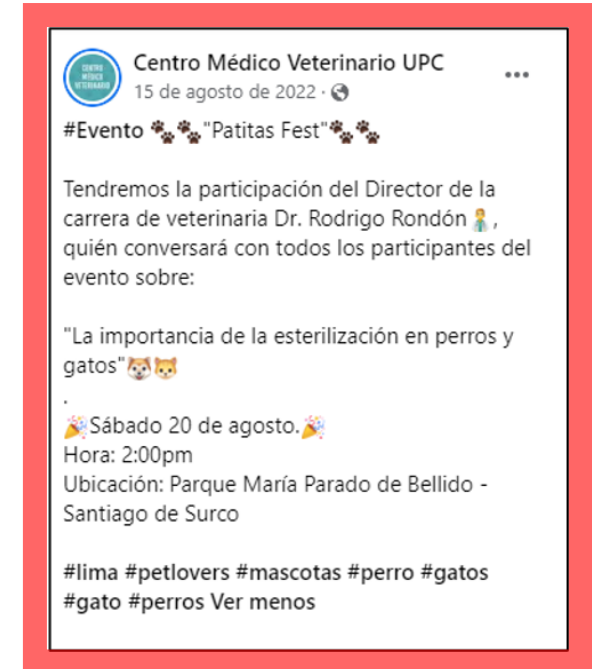 CENTRO
MÉDICO
VETERINARIO
Centro Médico Veterinario UPC
15 de agosto de 2022 ·
#Evento 🐾🐾"Patitas Fest"🐾🐾
Tendremos la participación del Director de la
carrera de veterinaria Dr. Rodrigo Rondón👨‍⚕️,
quién conversará con todos los participantes del
evento sobre:
"La importancia de la esterilización en perros y
gatos"🐶🐱
.
🎉Sábado 20 de agosto.🎉
Hora: 2:00pm
Ubicación: Parque María Parado de Bellido -
Santiago de Surco
#lima #petlovers #mascotas #perro #gatos
#gato #perros Ver menos